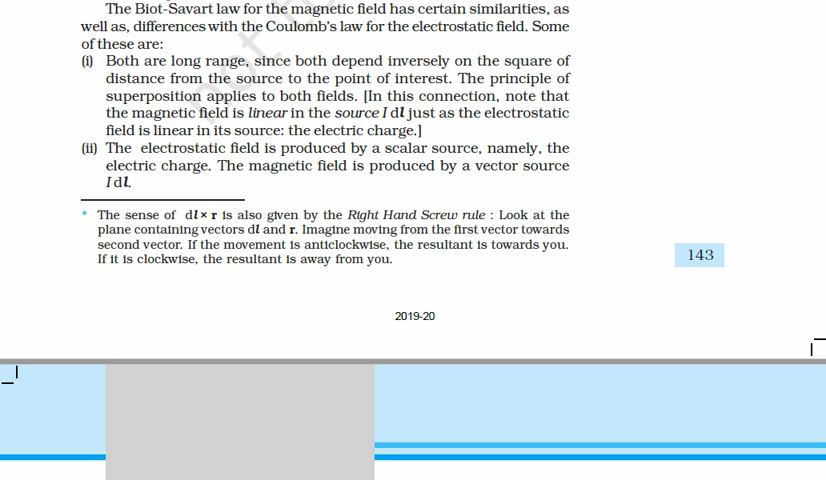 The Biot-Savart law for the magnetic field has certain similarities, as
well as, differences with the Coulomb's law for the electrostatic field. Some
of these are:
(i) Both are long range, since both depend inversely on the square of
distance from the source to the point of interest. The principle of
superposition applies to both fields. [In this connection, note that
the magnetic field is linear in the source I dl just as the electrostatic
field is linear in its source: the electric charge.]
(ii) The electrostatic field is produced by a scalar source, namely, the
electric charge. The magnetic field is produced by a vector source
I dl.
* The sense of dl × r is also given by the Right Hand Screw rule : Look at the
plane containing vectors dl and r. Imagine moving from the first vector towards
second vector. If the movement is anticlockwise, the resultant is towards you.
If it is clockwise, the resultant is away from you.
143
2019-20